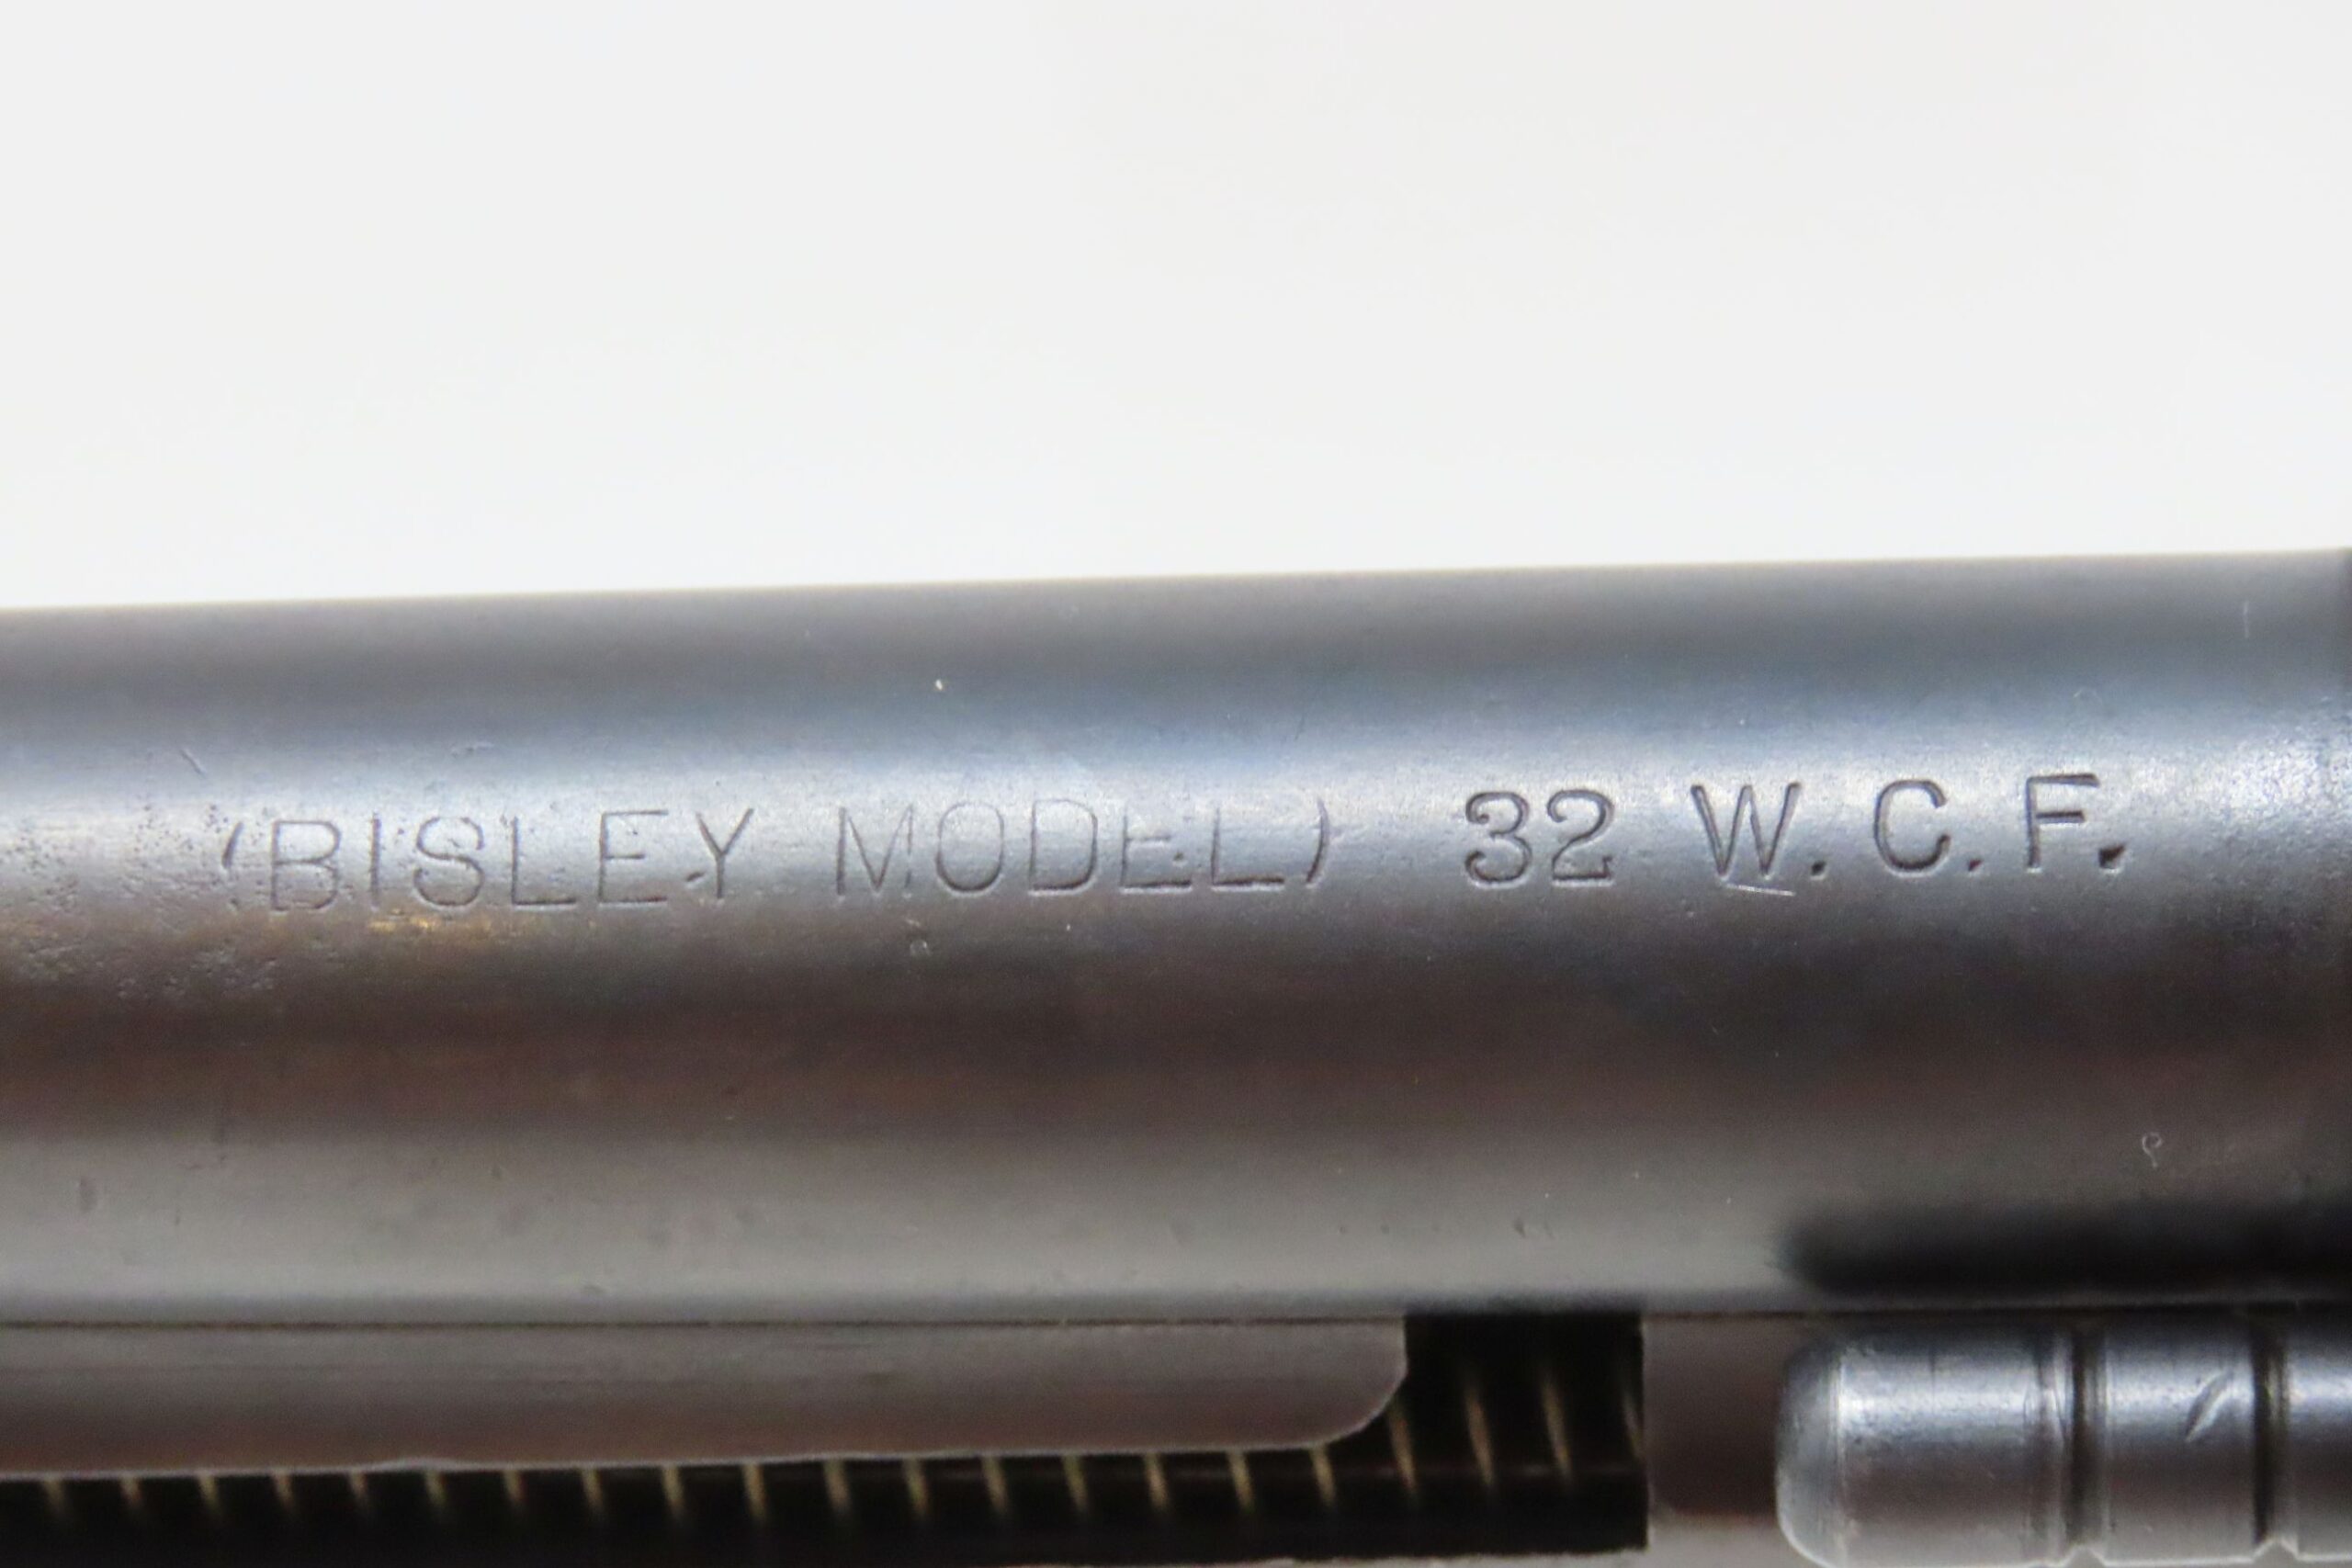 (BISLEY MODEL) 32 W.C.F.